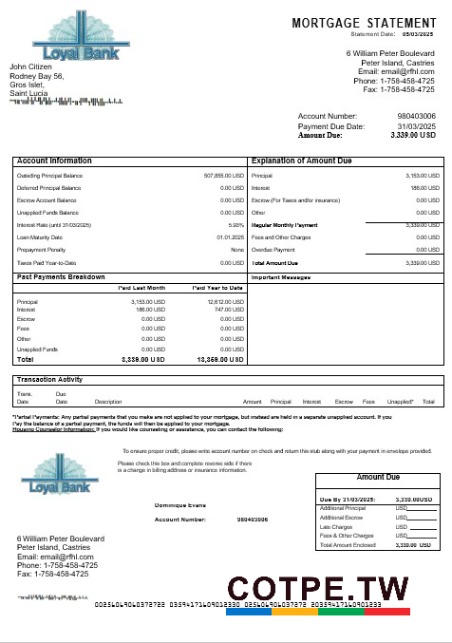 MORTGAGE STATEMENT
Statement Date: 05/03/2025
Loyal Bank
John Citizen
Rodney Bay 56,
Gros Islet,
Saint Lucia
6 William Peter Boulevard
Peter Island, Castries
Email: email@rfhl.com
Phone: 1-758-458-4725
Fax: 1-758-458-4725
Account Number: 980403006
Payment Due Date: 31/03/2025
Amount Due: 3,339.00 USD
Account Information
Outsding Principal Balance 507,855.00 USD
Deferred Principal Balance 0.00 USD
Escrow Account Balance 0.00 USD
Unapplied Funds Balance 0.00 USD
Interest Rate (until 31/03/2025) 5.93%
Loan Maturity Date 01.01.2025
Prepayment Penalty None
Taxes Paid Year-to-Date 0.00 USD
Explanation of Amount Due
Principal 3,153.00 USD
Interest 186.00 USD
Escrow (For Taxes and/or insurance) 0.00 USD
Other 0.00 USD
Regular Monthly Payment 3,339.00 USD
Fees and Other Charges 0.00 USD
Overdue Payment 0.00 USD
Total Amount Due 3,339.00 USD
Past Payments Breakdown
Paid Last Month Paid Year to Date
Principal 3,153.00 USD 12,612.00 USD
Interest 186.00 USD 747.00 USD
Escrow 0.00 USD 0.00 USD
Fees 0.00 USD 0.00 USD
Other 0.00 USD 0.00 USD
Unapplied Funds 0.00 USD 0.00 USD
Total 3,339.00 USD 13,359.00 USD
Important Messages
Transaction Activity
Trans. Date Due Date Description Amount Principal Interest Escrow Fees Unapplied* Total
*Partial Payments: Any partial payments that you make are not applied to your mortgage, but instead are held in a separate unapplied account. If you
Pay the balance of a partial payment, the funds will then be applied to your mortgage.
Housing Counselor Information: If you would like counseling or assistance, you can contact the following:
To ensure proper credit, please write account number on check and return this stub along with your payment in envelope provided.
Please check this box and complete reverse side if there
is a change in billing address or insurance information.
Loyal Bank
Dominique Evans
Account Number: 980403006
Amount Due
Due By 31/03/2025: 3,339.00USD
Additional Principal USD
Additional Escrow USD
Late Charges USD
Fees & Other Charges USD
Total Amount Enclosed 3,339.00 USD
6 William Peter Boulevard
Peter Island, Castries
Phone: 1-758-458-4725
Fax: 1-758-458-4725
COTPE.TW